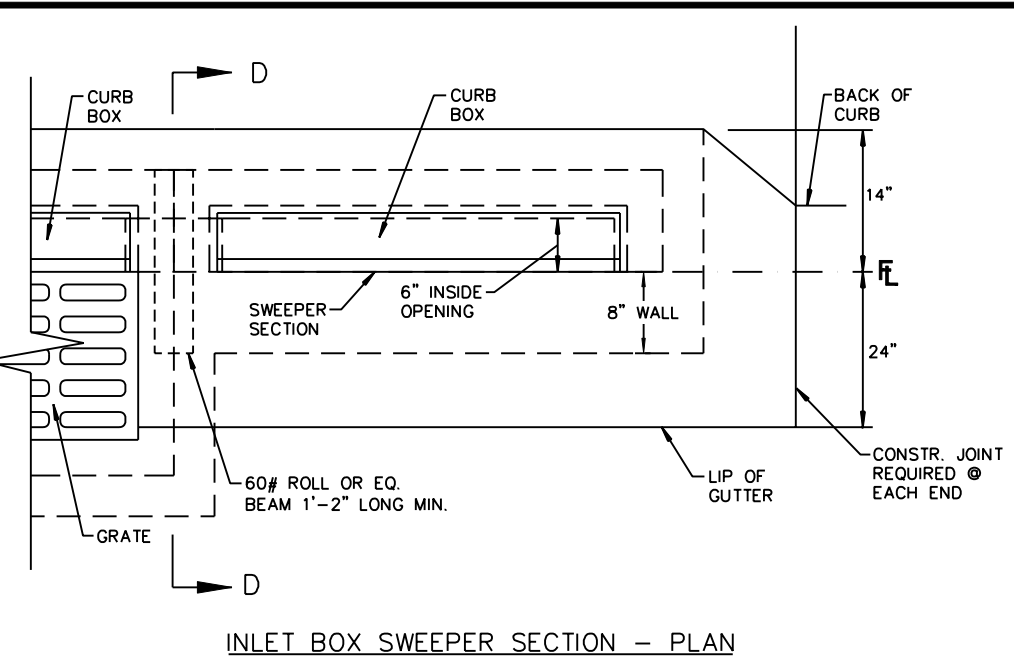 D
CURB
BOX
CURB
BOX
BACK OF
CURB
14"
FL
6" INSIDE
OPENING
SWEEPER
SECTION
8" WALL
24"
60# ROLL OR EQ.
BEAM 1'-2" LONG MIN.
LIP OF
GUTTER
CONSTR. JOINT
REQUIRED @
EACH END
GRATE
D
INLET BOX SWEEPER SECTION – PLAN